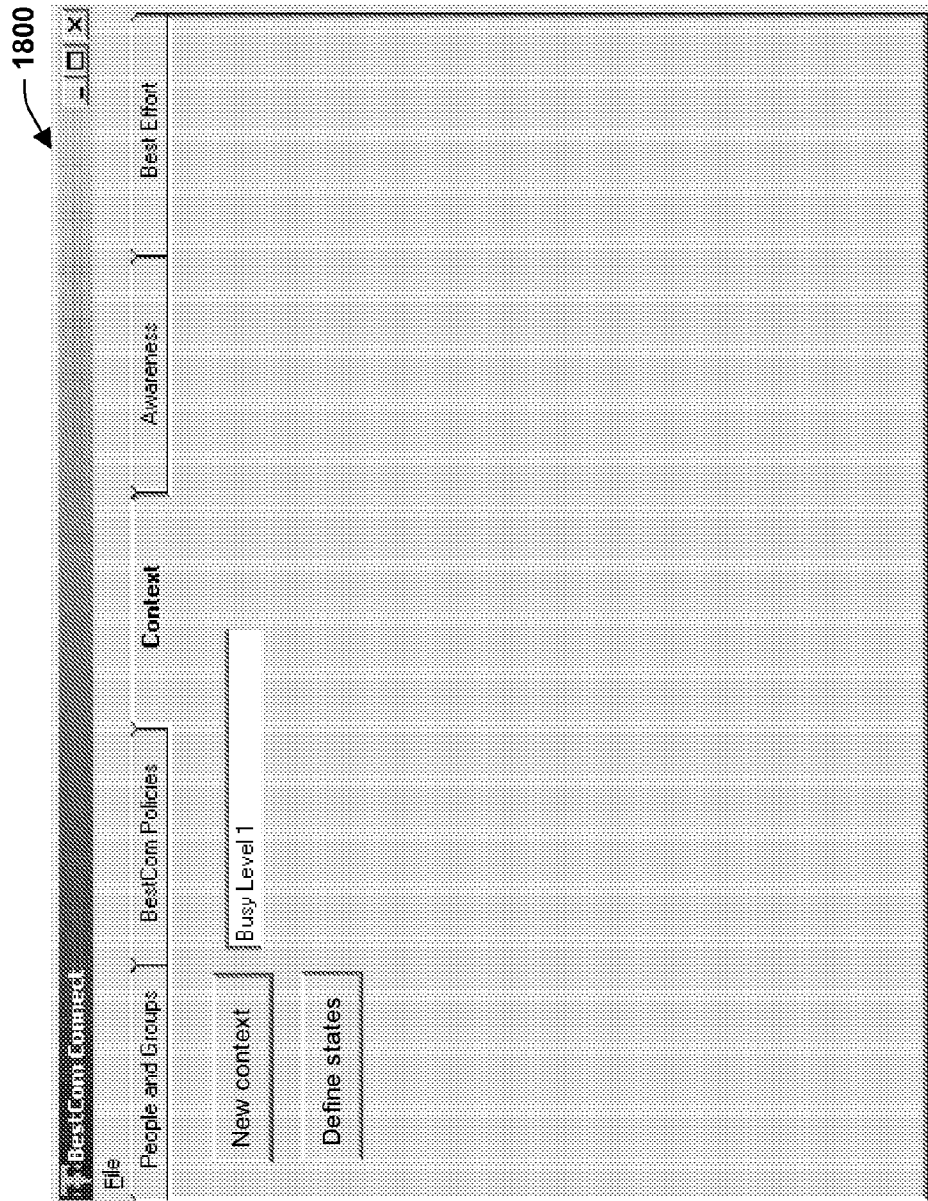 1800
BestCom Connect
File
People and Groups
BestCom Policies
Context
Awareness
Best Effort
New context
Busy Level 1
Define states